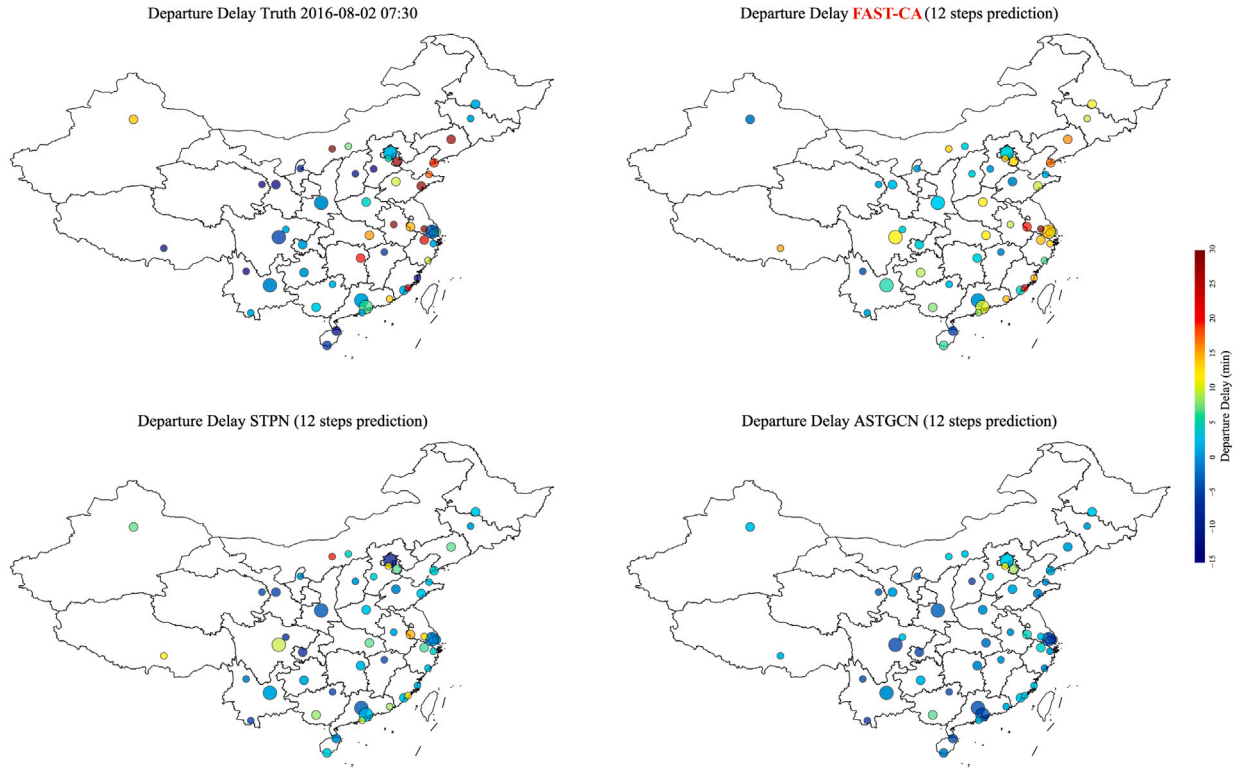 Departure Delay Truth 2016-08-02 07:30
Departure Delay FAST-CA (12 steps prediction)
Departure Delay STPN (12 steps prediction)
Departure Delay ASTGCN (12 steps prediction)
30
25
20
15
10
5
0
−5
−10
−15
Departure Delay (min)